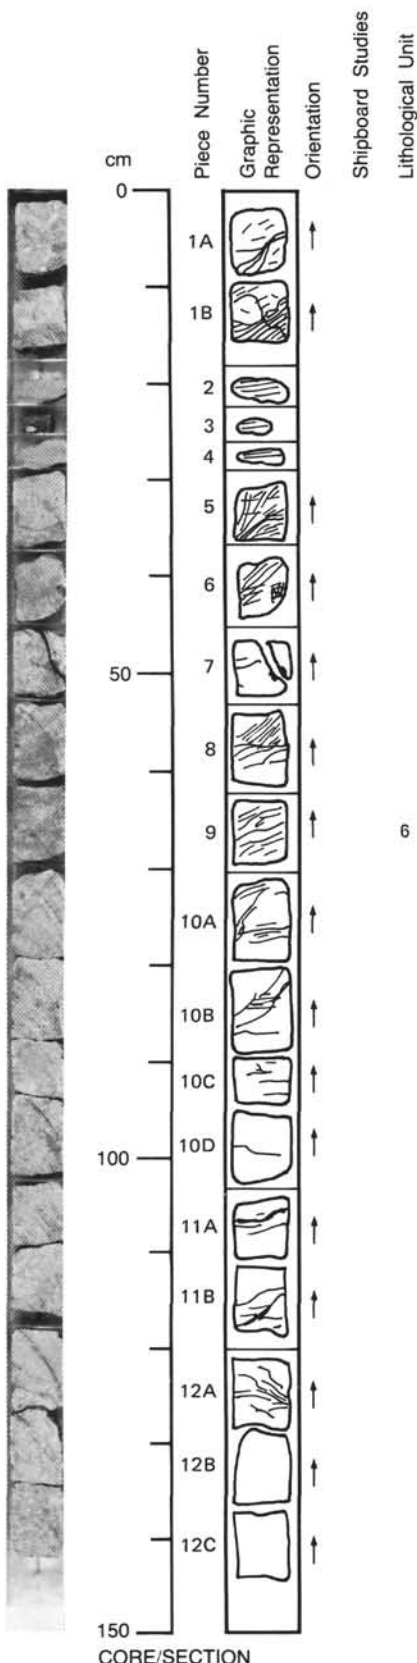 cm
Piece Number
Graphic
Representation
Orientation
Shipboard Studies
Lithological Unit
0
1A
1B
2
3
4
5
6
7
50
8
9
6
10A
10B
10C
10D
100
11A
11B
12A
12B
12C
150
CORE/SECTION